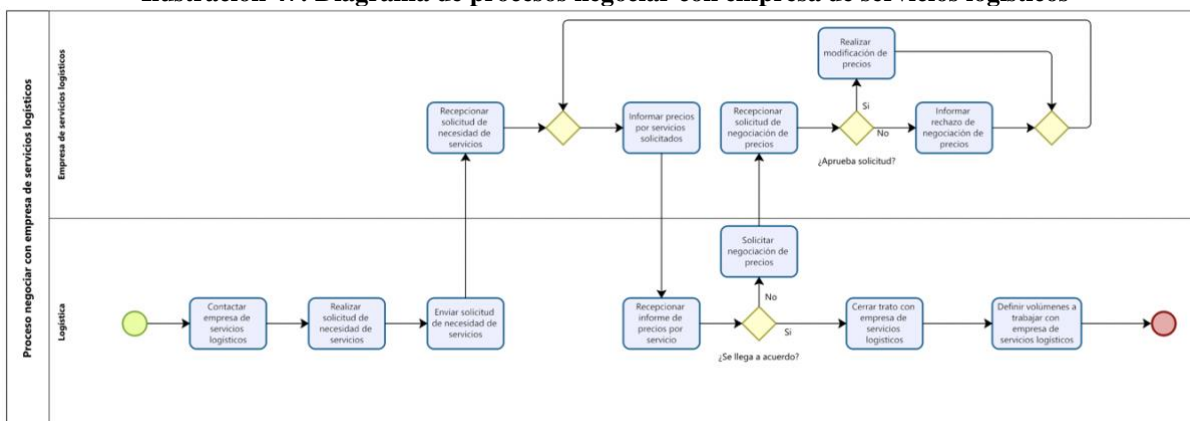 Proceso negociar con empresa de servicios logísticos
Empresa de servicios logísticos
Realizar
modificación de
precios
Recepcionar
solicitud de
necesidad de
servicios
Informar precios
por servicios
solicitados
Recepcionar
solicitud de
negociación de
precios
Si
No
Informar
rechazo de
negociación de
precios
¿Aprueba solicitud?
Logística
Solicitar
negociación de
precios
No
Contactar
empresa de
servicios
logísticos
Realizar
solicitud de
necesidad de
servicios
Enviar solicitud
de necesidad de
servicios
Recepcionar
informe de
precios por
servicio
Si
¿Se llega a acuerdo?
Cerrar trato con
empresa de
servicios
logísticos
Definir volúmenes a
trabajar con
empresa de
servicios logísticos